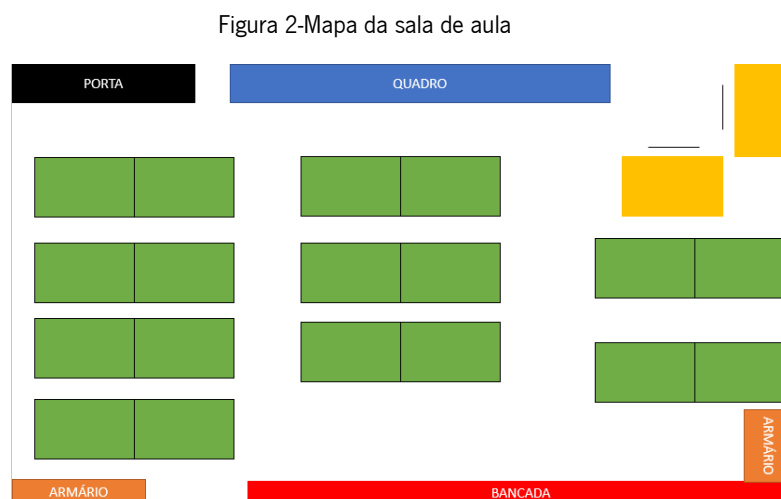 Figura 2-Mapa da sala de aula
PORTA
QUADRO
ARMÁRIO
ARMÁRIO
BANCADA